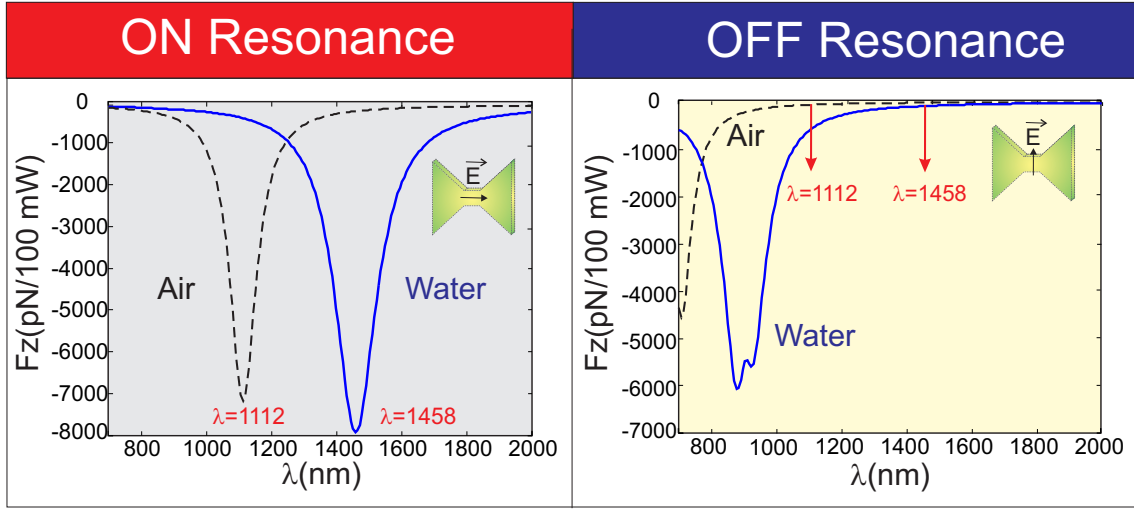 ON Resonance
OFF Resonance
Fz(pN/100 mW)
0
-1000
-2000
-3000
-4000
-5000
-6000
-7000
-8000
800 1000 1200 1400 1600 1800 2000
λ(nm)
E
Air
Water
λ=1112
λ=1458
Fz(pN/100 mW)
0
-1000
-2000
-3000
-4000
-5000
-6000
-7000
800 1000 1200 1400 1600 1800 2000
λ(nm)
Air
E
λ=1112
λ=1458
Water